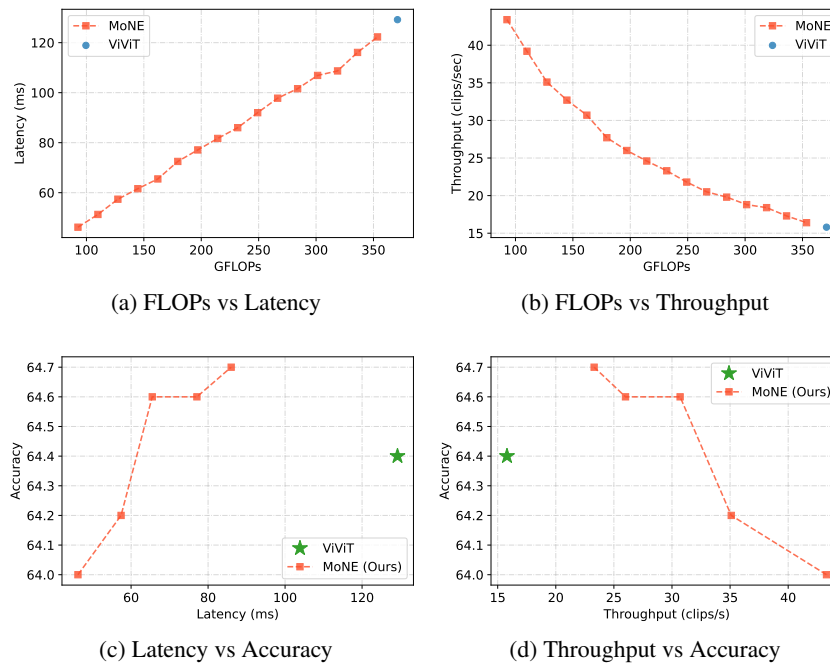 MoNE
ViViT
120
100
80
60
Latency (ms)
100
150
200
250
300
350
GFLOPs
(a) FLOPs vs Latency
MoNE
ViViT
40
35
30
25
20
15
Throughput (clips/sec)
100
150
200
250
300
350
GFLOPs
(b) FLOPs vs Throughput
64.7
64.6
64.5
64.4
64.3
64.2
64.1
64.0
Accuracy
ViViT
MoNE (Ours)
60
80
100
120
Latency (ms)
(c) Latency vs Accuracy
64.7
64.6
64.5
64.4
64.3
64.2
64.1
64.0
Accuracy
ViViT
MoNE (Ours)
15
20
25
30
35
40
Throughput (clips/s)
(d) Throughput vs Accuracy